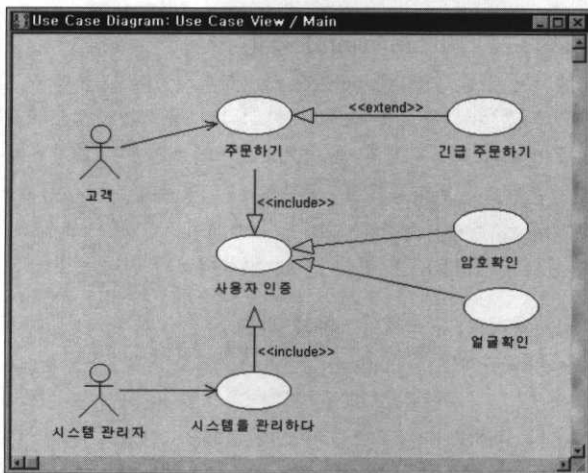 Use Case Diagram: Use Case View / Main
<<extend>>
주문하기
긴급 주문하기
고객
<<include>>
사용자 인증
암호확인
얼굴확인
<<include>>
시스템 관리자
시스템를 관리하다